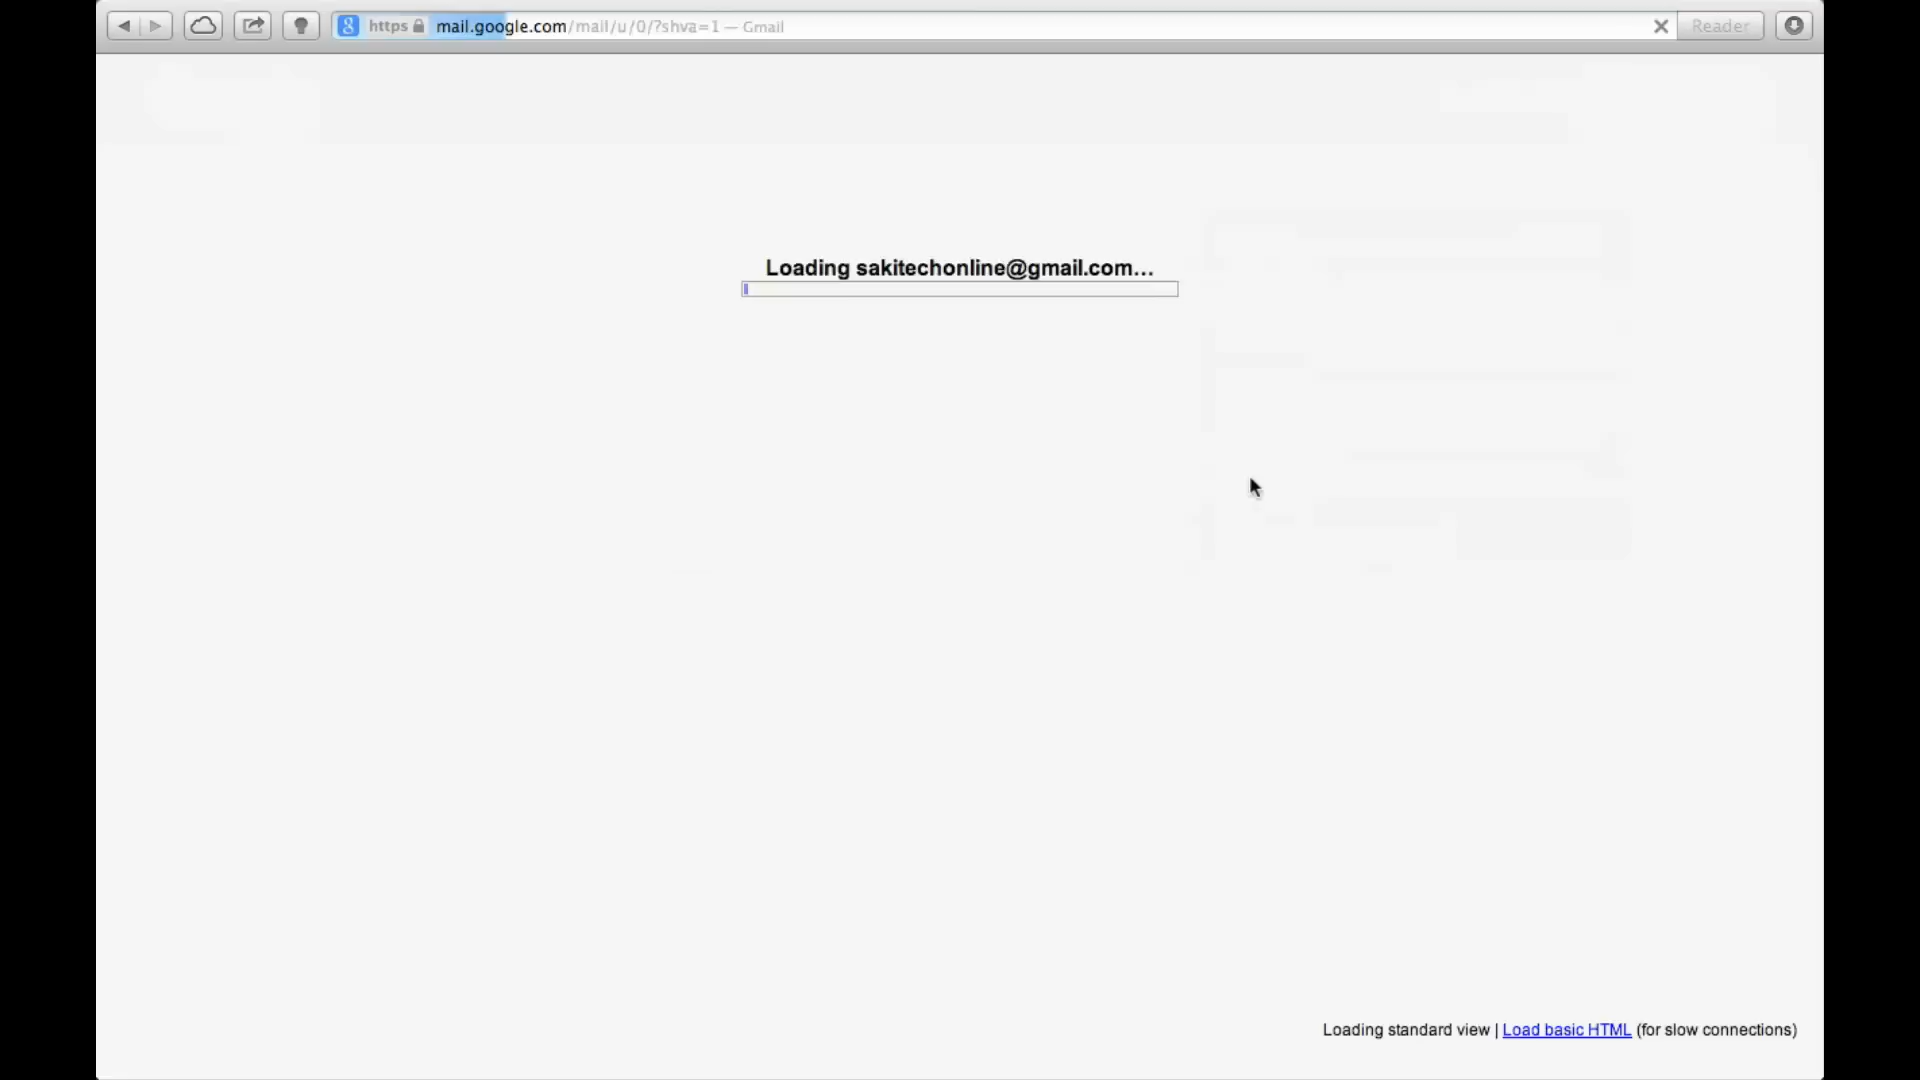 https mail.google.com/mail/u/0/?shva=1 — Gmail
Reader
Loading sakitechonline@gmail.com...
Loading standard view | Load basic HTML (for slow connections)